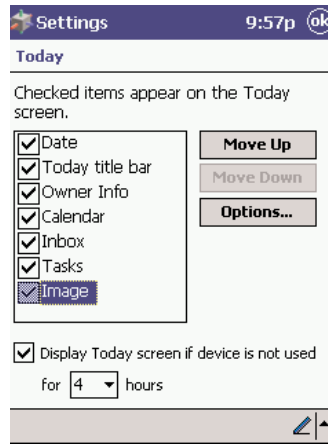 Settings 9:57p ok
Today
Checked items appear on the Today
screen.
Date
Today title bar
Owner Info
Calendar
Inbox
Tasks
Image
Move Up
Move Down
Options...
Display Today screen if device is not used
for 4 hours